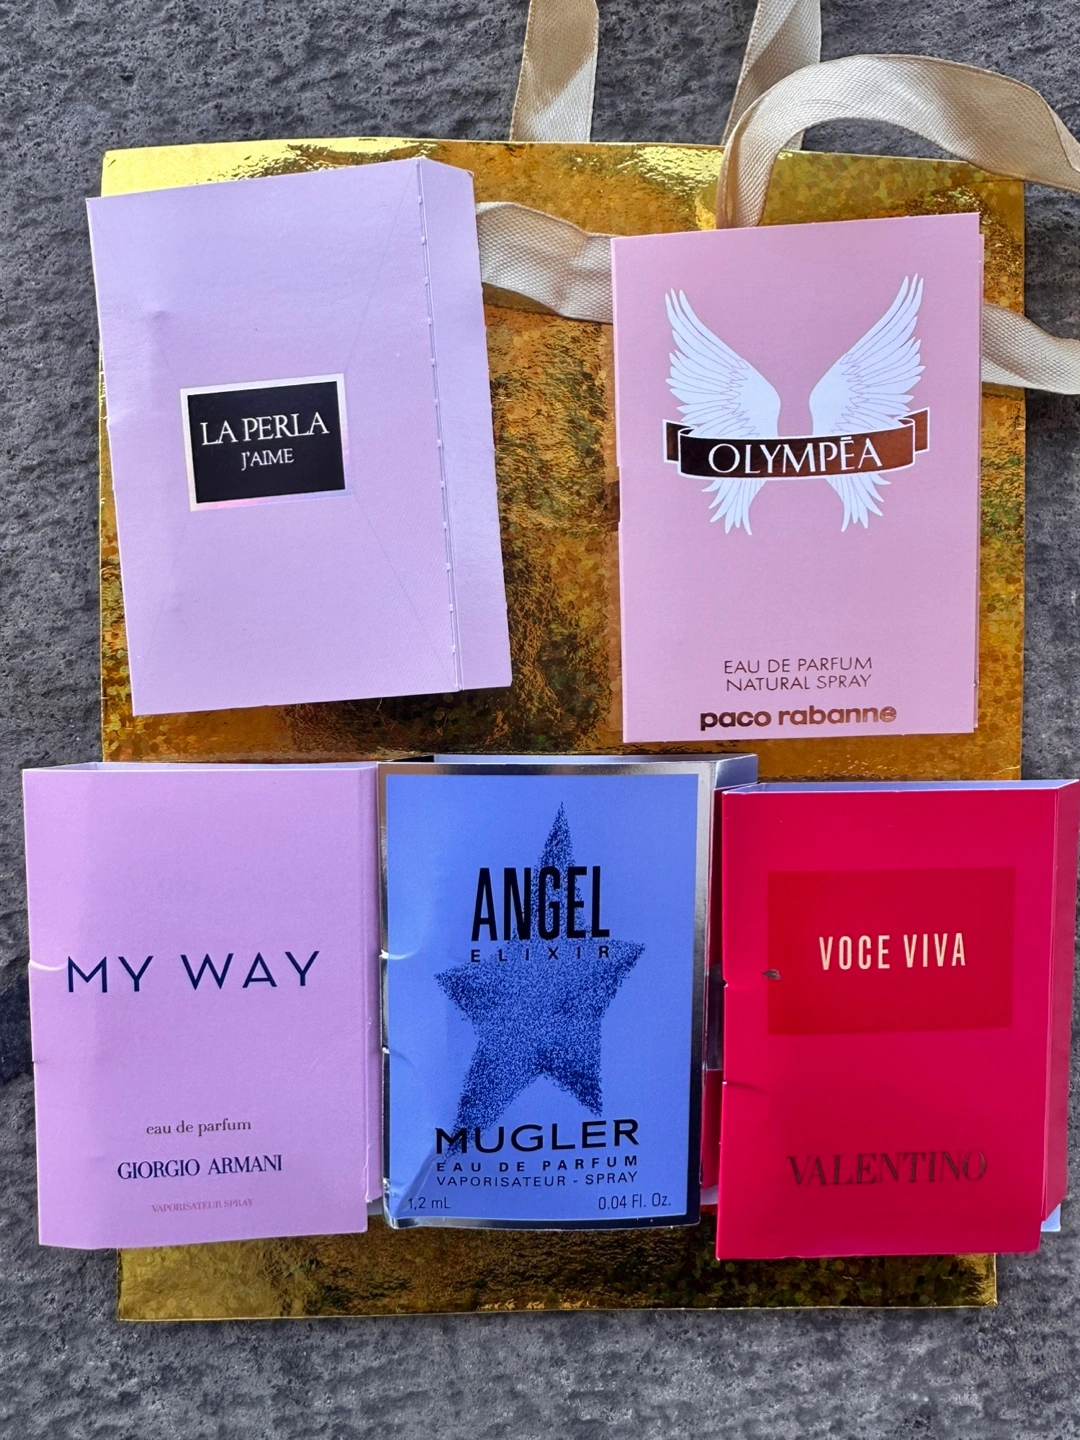 LA PERLA
J'AIME
OLYMPĒA
EAU DE PARFUM
NATURAL SPRAY
paco rabanne
MY WAY
eau de parfum
GIORGIO ARMANI
VAPORISATEUR SPRAY
ANGEL
ELIXIR
MUGLER
EAU DE PARFUM
VAPORISATEUR - SPRAY
1,2 mL 0.04 Fl. Oz.
VOCE VIVA
VALENTINO